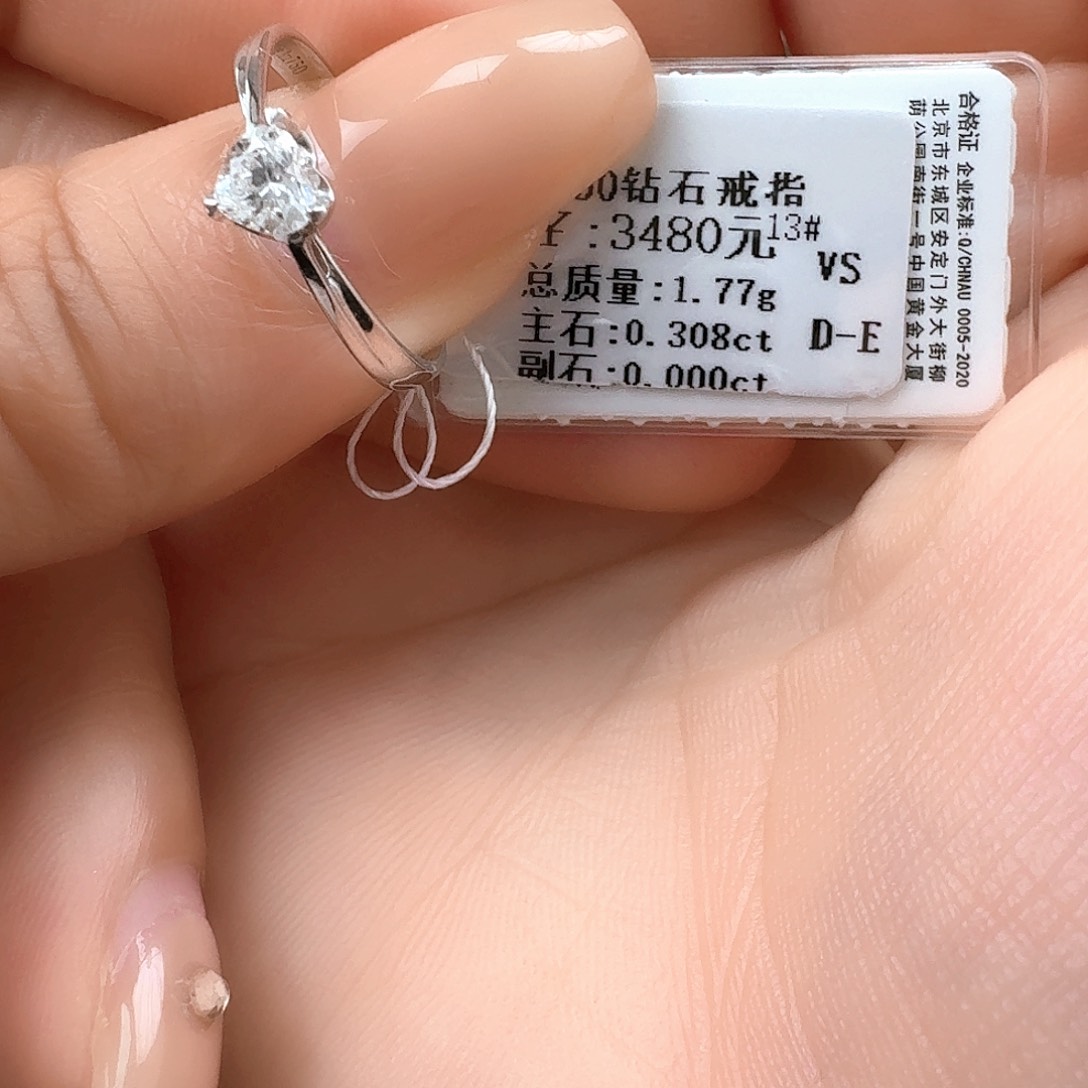 0钻石戒指
:3480元
13#
VS
总质量:1.77g
主石:0.308ct
D-E
副石:0.000ct
合格证 企业标准:Q/CHNAU 0005-2020
北京市东城区安定门外大街柳
荫公园南街一号中国黄金大厦